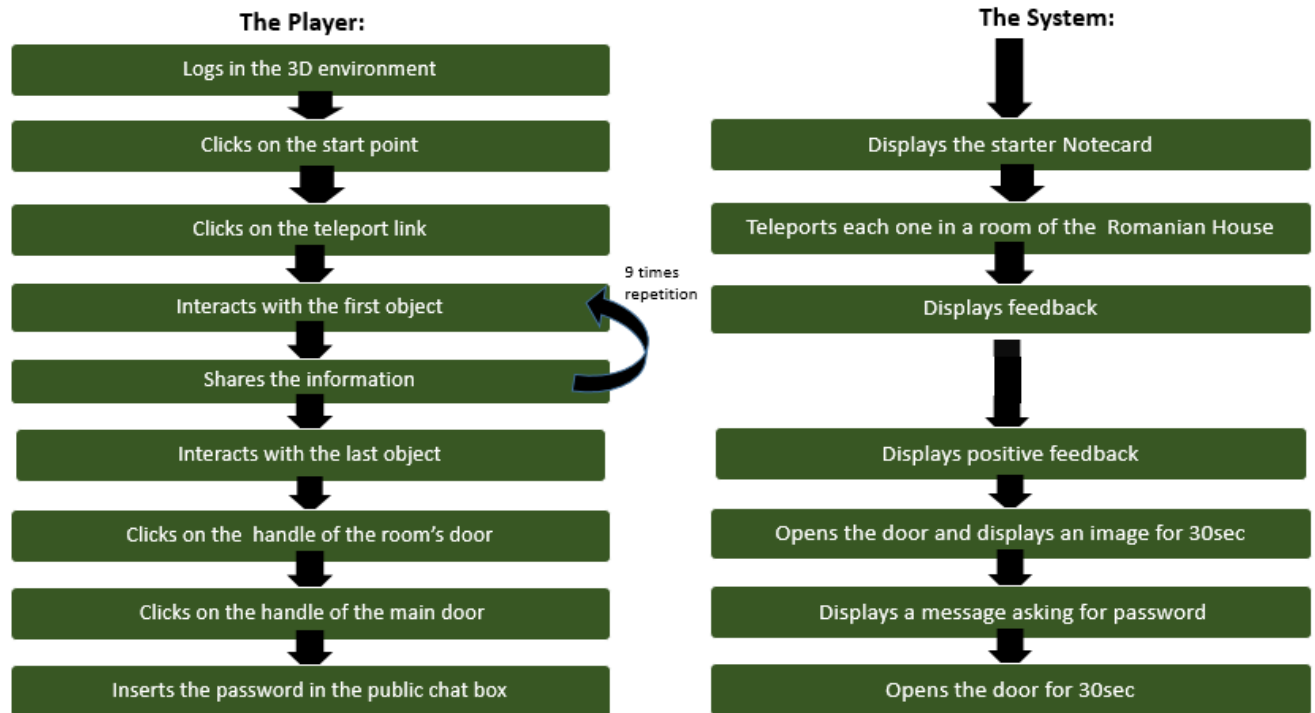 The Player:
Logs in the 3D environment
Clicks on the start point
Clicks on the teleport link
Interacts with the first object
9 times
repetition
Shares the information
Interacts with the last object
Clicks on the handle of the room's door
Clicks on the handle of the main door
Inserts the password in the public chat box
The System:
Displays the starter Notecard
Teleports each one in a room of the Romanian House
Displays feedback
Displays positive feedback
Opens the door and displays an image for 30sec
Displays a message asking for password
Opens the door for 30sec